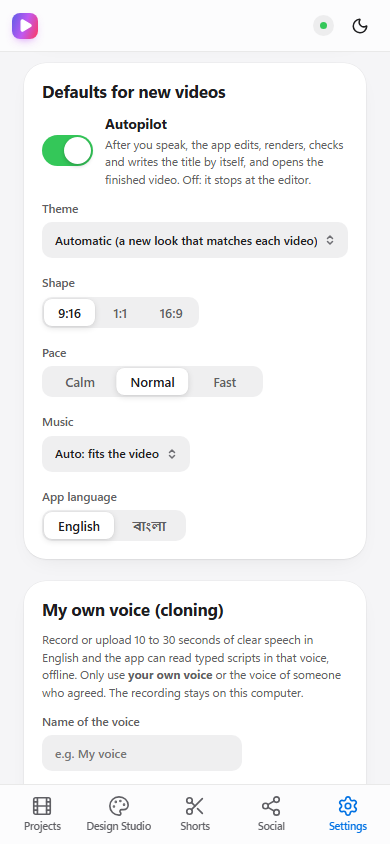 Defaults for new videos
Autopilot
After you speak, the app edits, renders, checks
and writes the title by itself, and opens the
finished video. Off: it stops at the editor.
Theme
Automatic (a new look that matches each video)
Shape
9:16 1:1 16:9
Pace
Calm Normal Fast
Music
Auto: fits the video
App language
English বাংলা
My own voice (cloning)
Record or upload 10 to 30 seconds of clear speech in
English and the app can read typed scripts in that voice,
offline. Only use your own voice or the voice of someone
who agreed. The recording stays on this computer.
Name of the voice
e.g. My voice
Projects Design Studio Shorts Social Settings